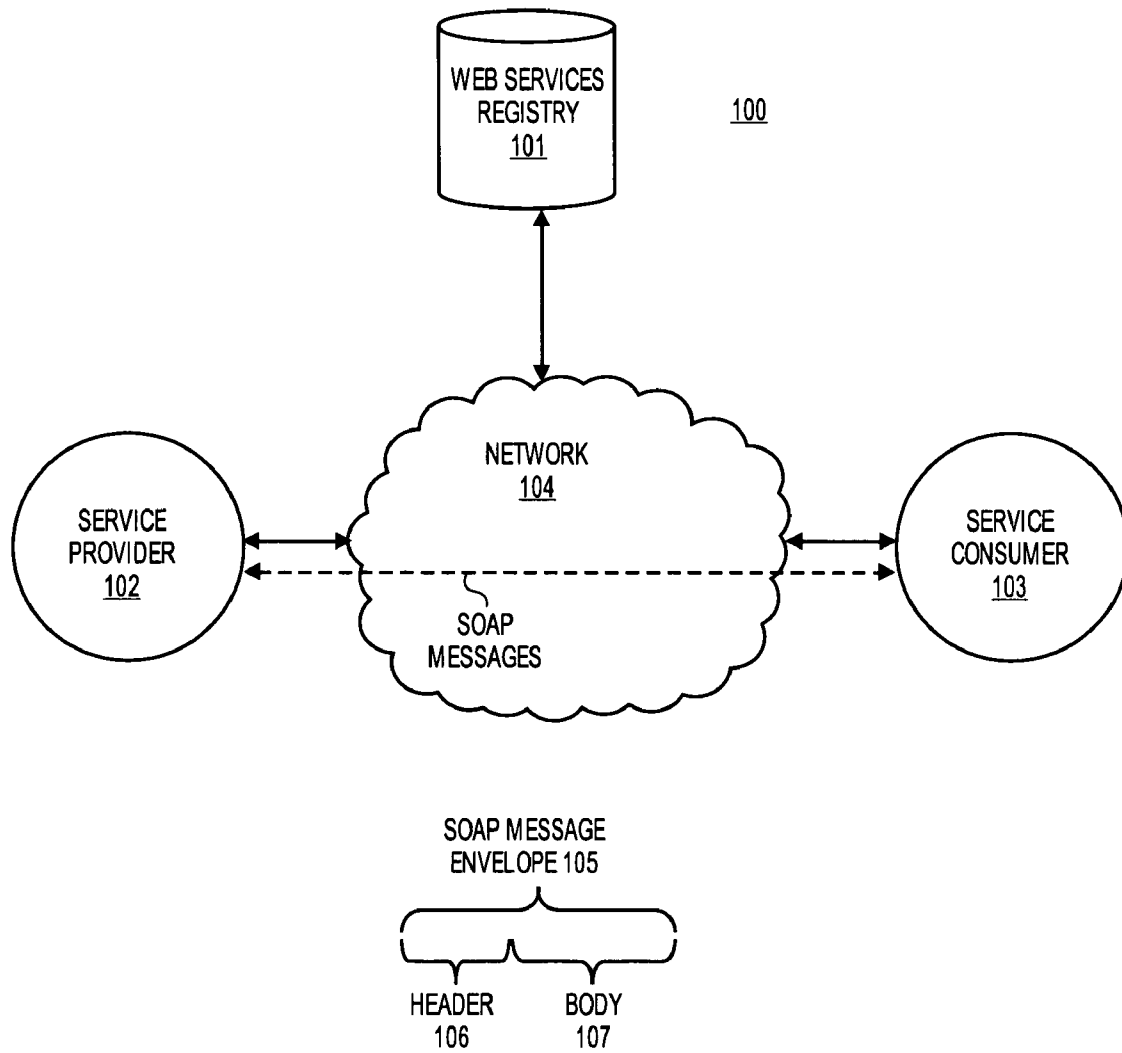 WEB SERVICES
REGISTRY
101
100
NETWORK
104
SERVICE
PROVIDER
102
SERVICE
CONSUMER
103
SOAP
MESSAGES
SOAP MESSAGE
ENVELOPE 105
HEADER
106
BODY
107